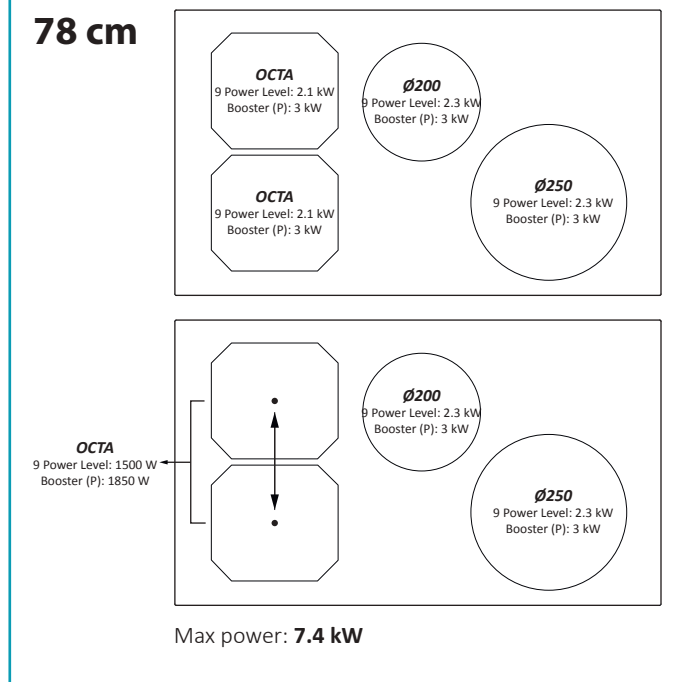 78 cm
OCTA
9 Power Level: 2.1 kW
Booster (P): 3 kW
Ø200
9 Power Level: 2.3 kW
Booster (P): 3 kW
OCTA
9 Power Level: 2.1 kW
Booster (P): 3 kW
Ø250
9 Power Level: 2.3 kW
Booster (P): 3 kW
Ø200
9 Power Level: 2.3 kW
Booster (P): 3 kW
OCTA
9 Power Level: 1500 W
Booster (P): 1850 W
Ø250
9 Power Level: 2.3 kW
Booster (P): 3 kW
Max power: 7.4 kW